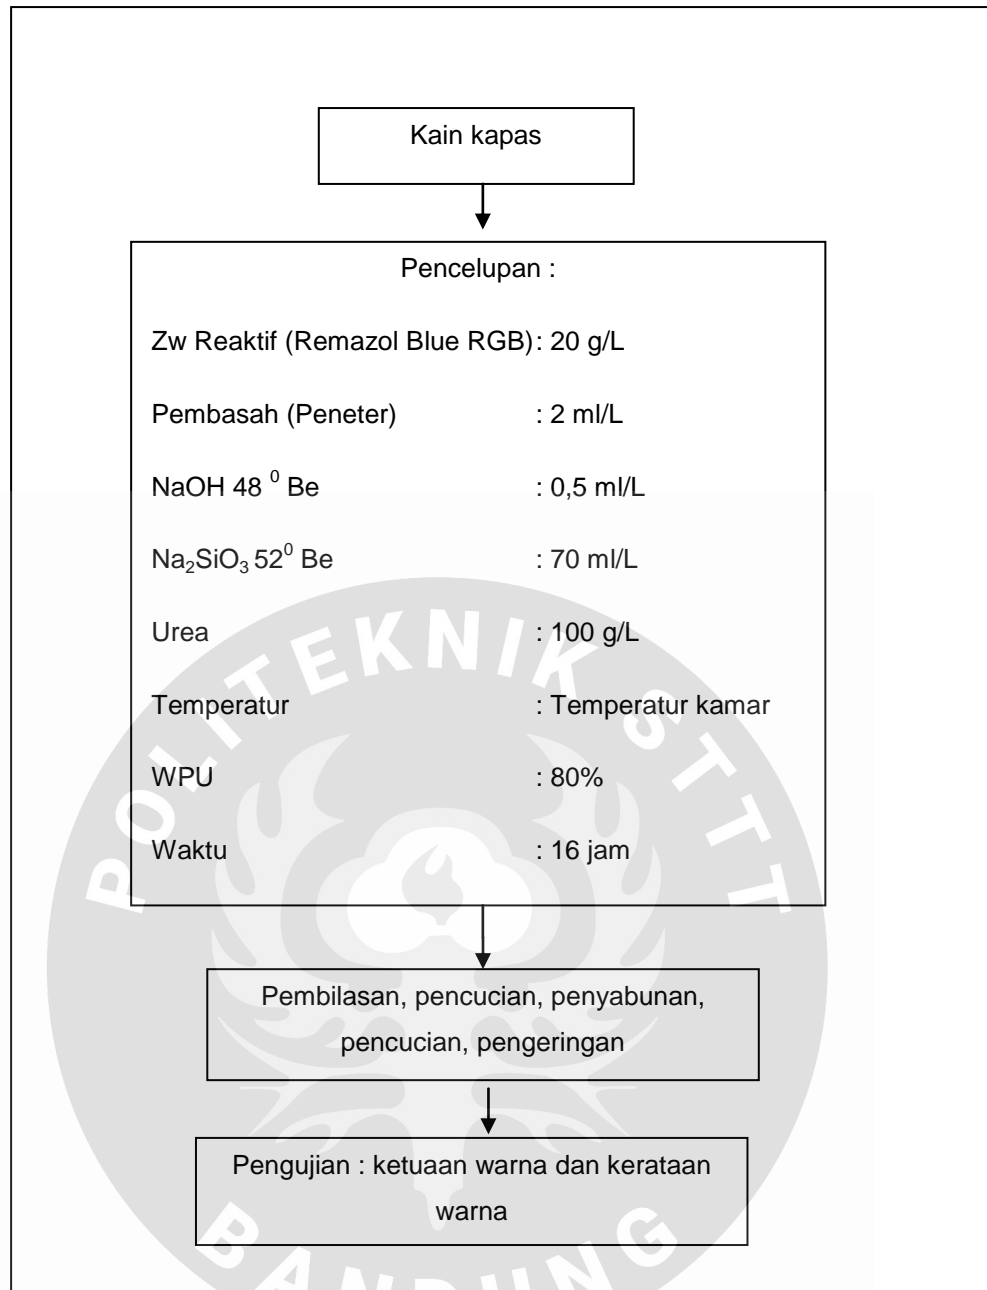 Kain kapas
Pencelupan :
Zw Reaktif (Remazol Blue RGB) : 20 g/L
Pembasah (Peneter) : 2 ml/L
NaOH 48 ⁰ Be : 0,5 ml/L
Na₂SiO₃ 52⁰ Be : 70 ml/L
Urea : 100 g/L
Temperatur : Temperatur kamar
WPU : 80%
Waktu : 16 jam
Pembilasan, pencucian, penyabunan,
pencucian, pengeringan
Pengujian : ketuaan warna dan kerataan
warna
POLITEKNIK STTT
BANDUNG